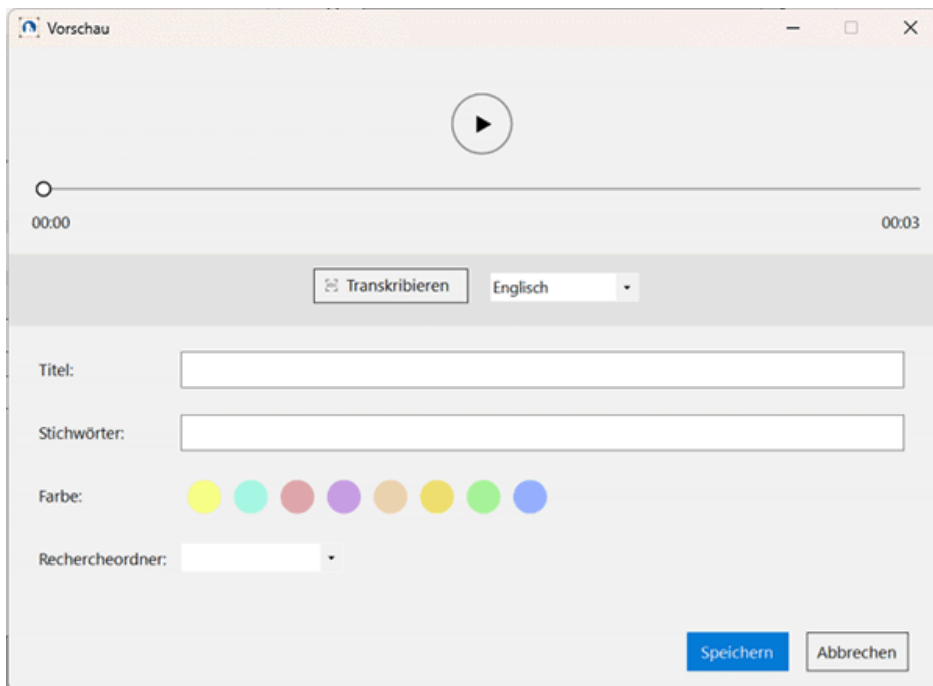 Vorschau
00:00 00:03
Transkribieren Englisch
Titel:
Stichwörter:
Farbe:
Rechercheordner:
Speichern Abbrechen